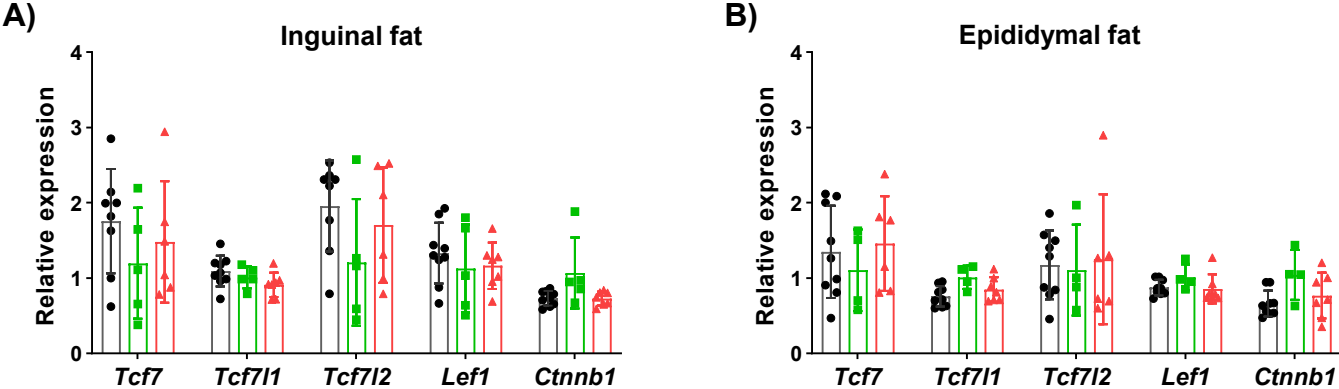 A)
Inguinal fat
Relative expression
4
3
2
1
0
Tcf7
Tcf7l1
Tcf7l2
Lef1
Ctnnb1
B)
Epididymal fat
Relative expression
4
3
2
1
0
Tcf7
Tcf7l1
Tcf7l2
Lef1
Ctnnb1